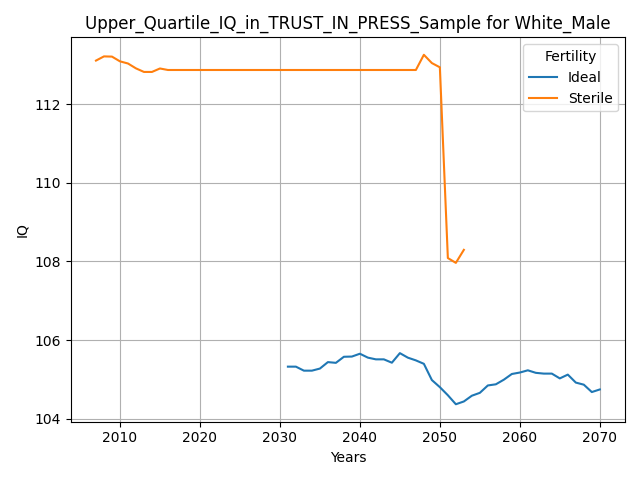 Upper_Quartile_IQ_in_TRUST_IN_PRESS_Sample for White_Male
Fertility
Ideal
Sterile
112
110
108
106
104
IQ
2010 2020 2030 2040 2050 2060 2070
Years